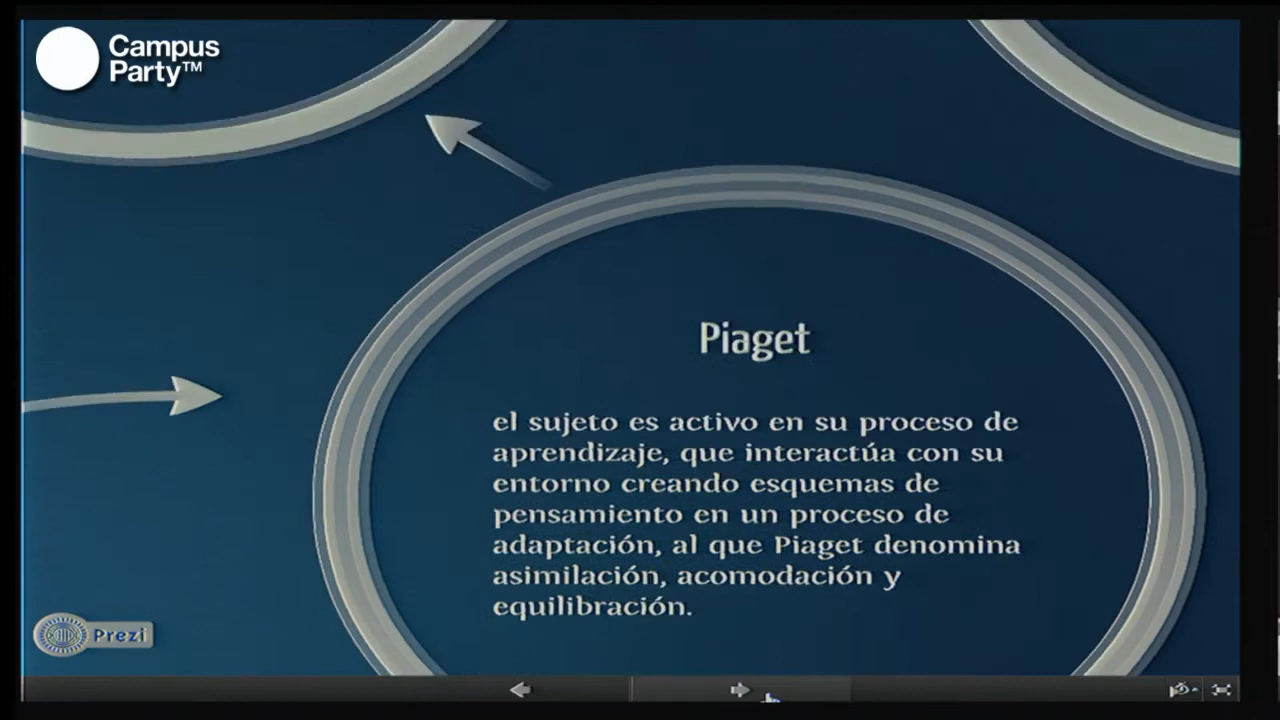 Campus
Party™
Piaget
el sujeto es activo en su proceso de
aprendizaje, que interactúa con su
entorno creando esquemas de
pensamiento en un proceso de
adaptación, al que Piaget denomina
asimilación, acomodación y
equilibración.
Prezi